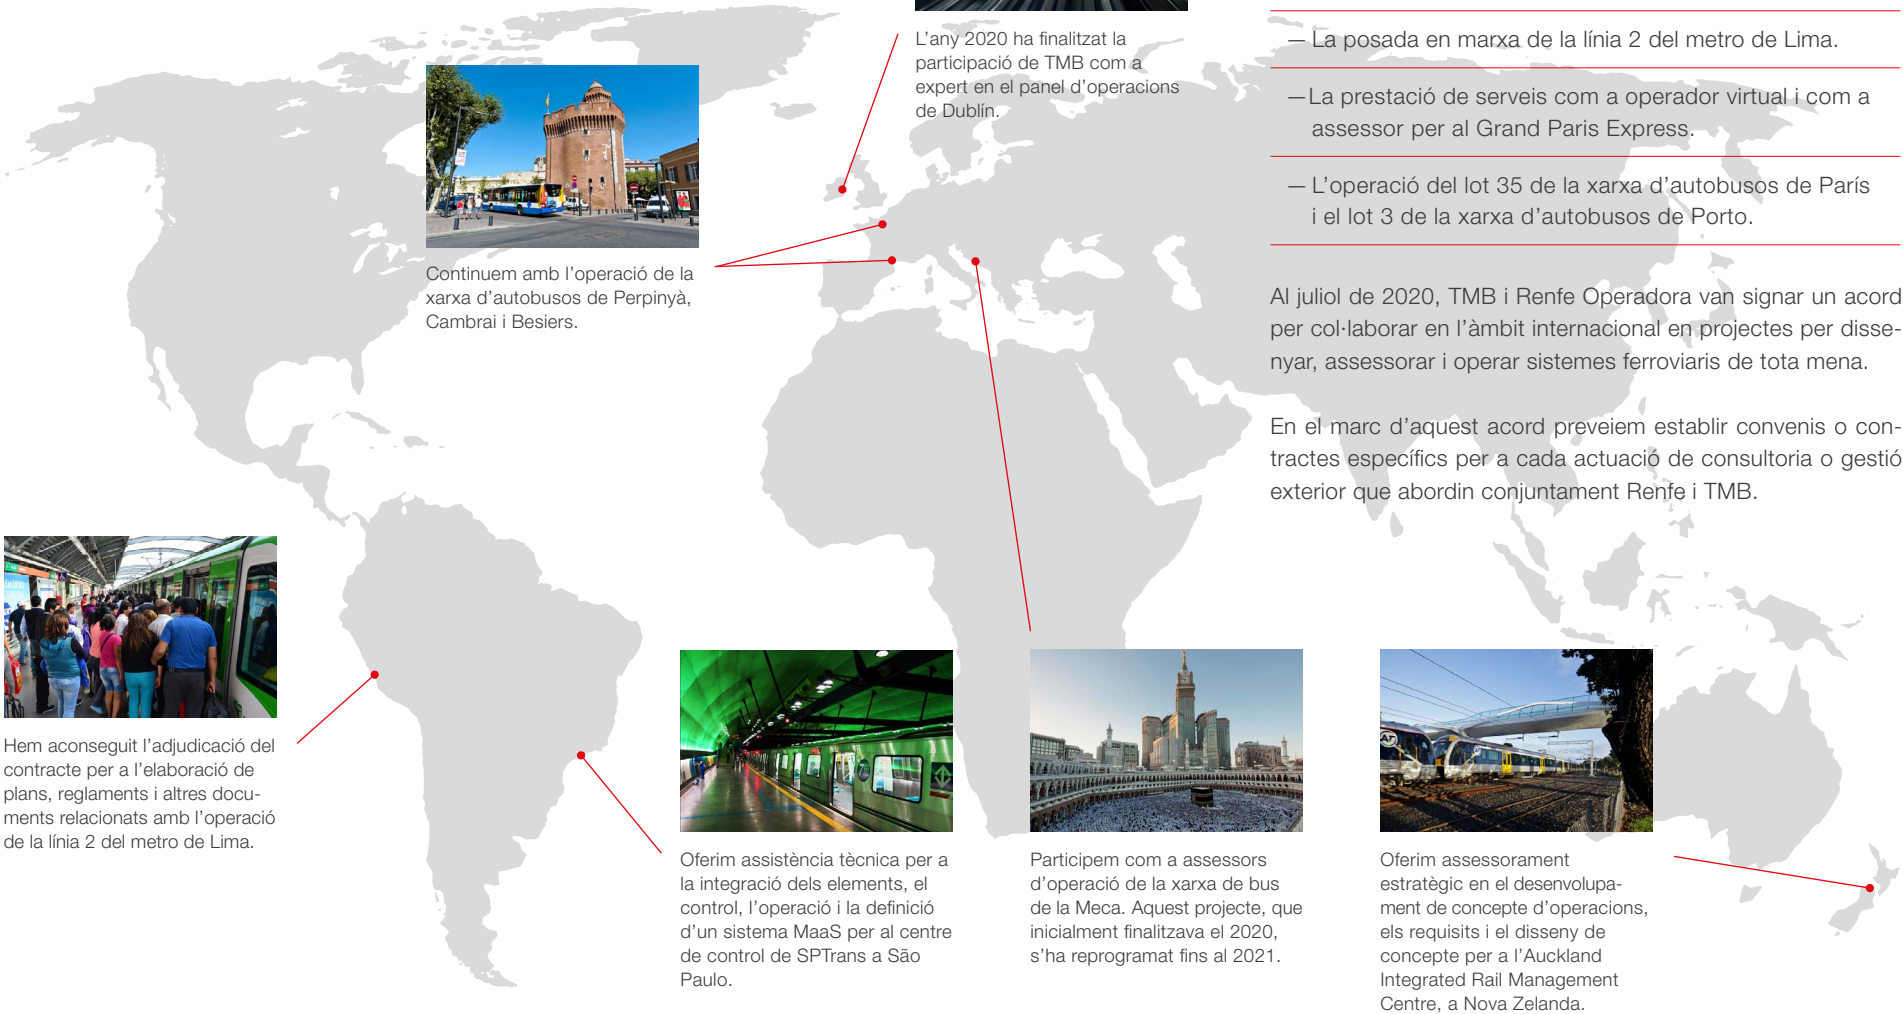 L'any 2020 ha finalitzat la
participació de TMB com a
expert en el panel d'operacions
de Dublín.
Continuem amb l'operació de la
xarxa d'autobusos de Perpinyà,
Cambrai i Besiers.
— La posada en marxa de la línia 2 del metro de Lima.
— La prestació de serveis com a operador virtual i com a
assessor per al Grand Paris Express.
— L'operació del lot 35 de la xarxa d'autobusos de París
i el lot 3 de la xarxa d'autobusos de Porto.
Al juliol de 2020, TMB i Renfe Operadora van signar un acord
per col·laborar en l'àmbit internacional en projectes per disse-
nyar, assessorar i operar sistemes ferroviaris de tota mena.
En el marc d'aquest acord preveiem establir convenis o con-
tractes específics per a cada actuació de consultoria o gestió
exterior que abordin conjuntament Renfe i TMB.
Hem aconseguit l'adjudicació del
contracte per a l'elaboració de
plans, reglaments i altres docu-
ments relacionats amb l'operació
de la línia 2 del metro de Lima.
Oferim assistència tècnica per a
la integració dels elements, el
control, l'operació i la definició
d'un sistema MaaS per al centre
de control de SPTrans a São
Paulo.
Participem com a assessors
d'operació de la xarxa de bus
de la Meca. Aquest projecte, que
inicialment finalitzava el 2020,
s'ha reprogramat fins al 2021.
AT
Oferim assessorament
estratègic en el desenvolupa-
ment de concepte d'operacions,
els requisits i el disseny de
concepte per a l'Auckland
Integrated Rail Management
Centre, a Nova Zelanda.